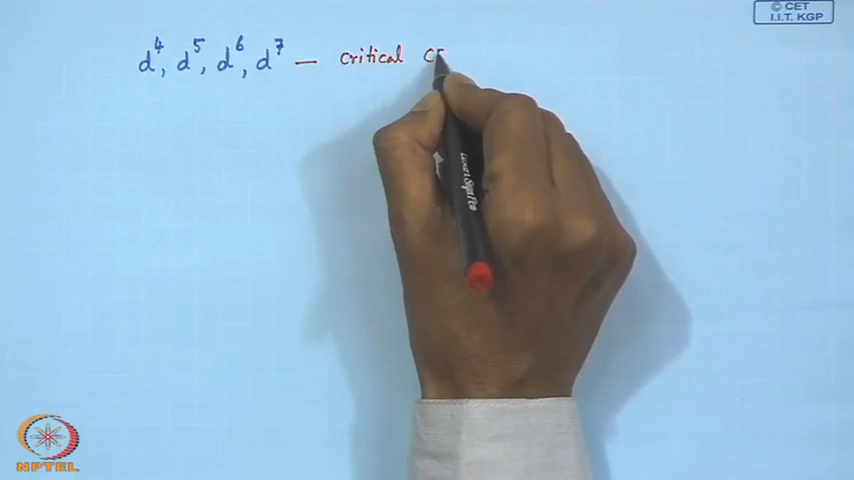 © CET
I.I.T. KGP
d⁴, d⁵, d⁶, d⁷ — critical
NPTEL